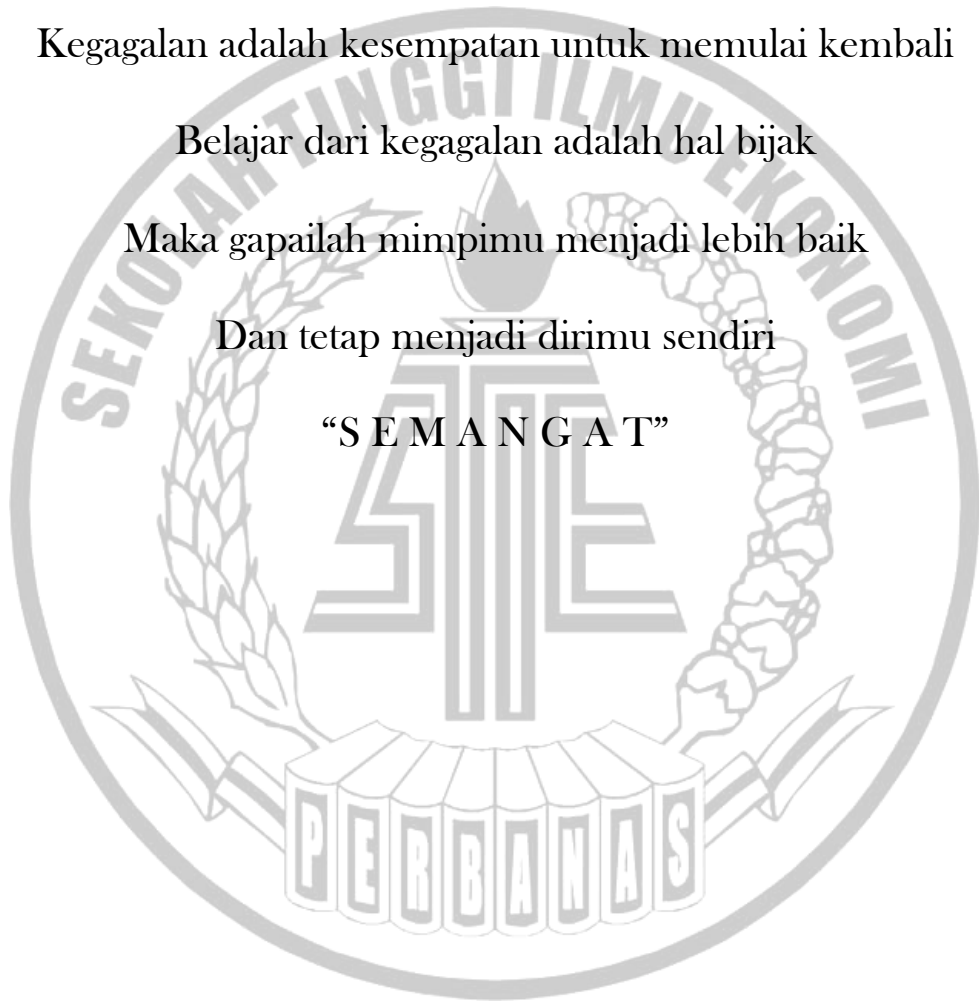 Kegagalan adalah kesempatan untuk memulai kembali
Belajar dari kegagalan adalah hal bijak
Maka gapailah mimpimu menjadi lebih baik
Dan tetap menjadi dirimu sendiri
“S E M A N G A T”
SEKOLAH TINGGI ILMU EKONOMI
STIE
PERBANAS